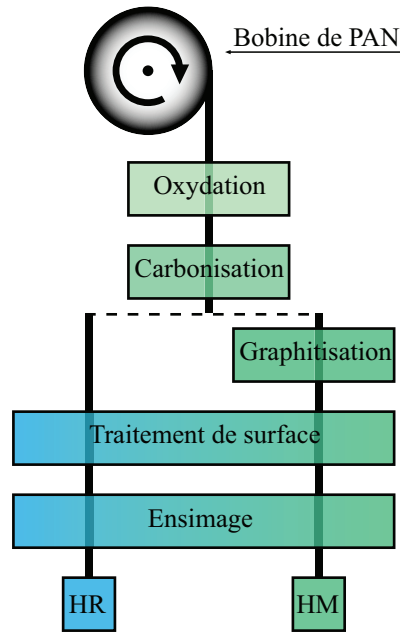 Bobine de PAN
Oxydation
Carbonisation
Graphitisation
Traitement de surface
Ensimage
HR
HM